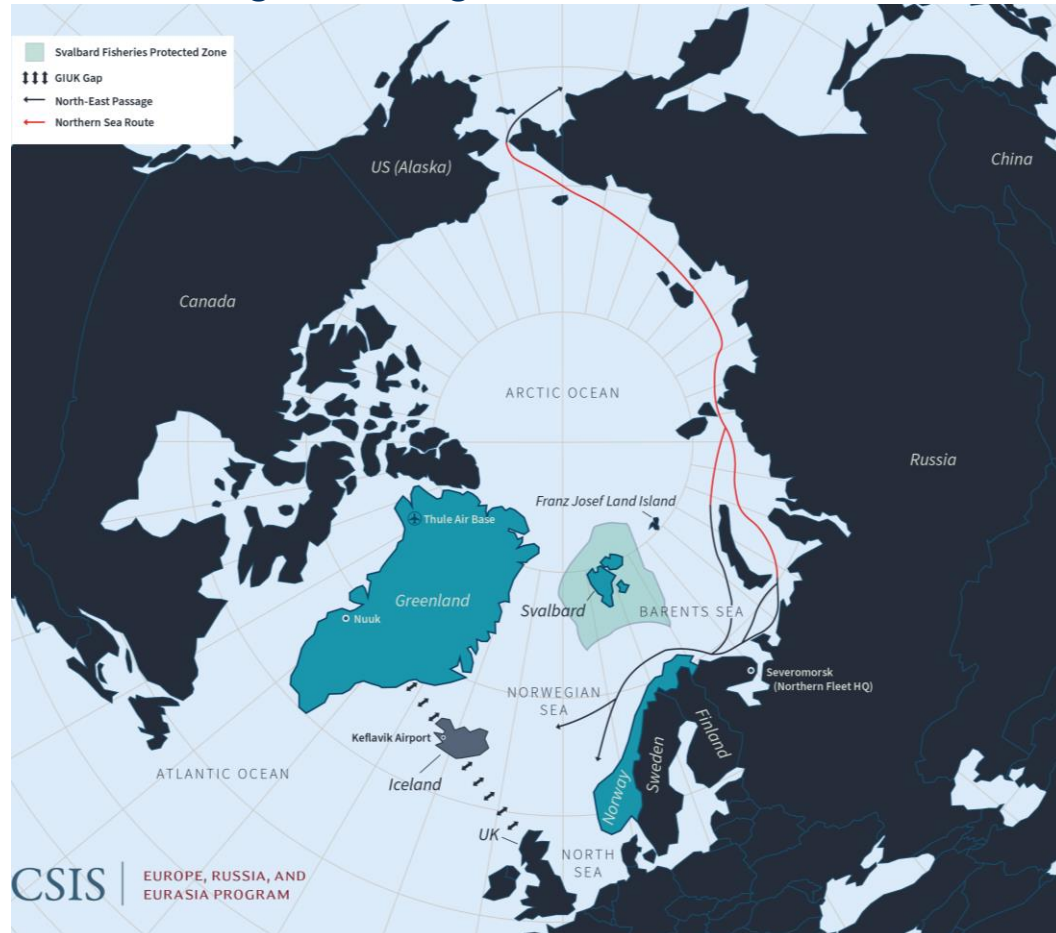 Svalbard Fisheries Protected Zone
GIUK Gap
North-East Passage
Northern Sea Route
US (Alaska)
China
Canada
ARCTIC OCEAN
Russia
Franz Josef Land Island
Thule Air Base
Greenland
Svalbard
BARENTS SEA
Nuuk
Severomorsk
(Northern Fleet HQ)
NORWEGIAN
SEA
Finland
Keflavik Airport
Sweden
ATLANTIC OCEAN
Iceland
Norway
UK
NORTH
SEA
CSIS
EUROPE, RUSSIA, AND
EURASIA PROGRAM